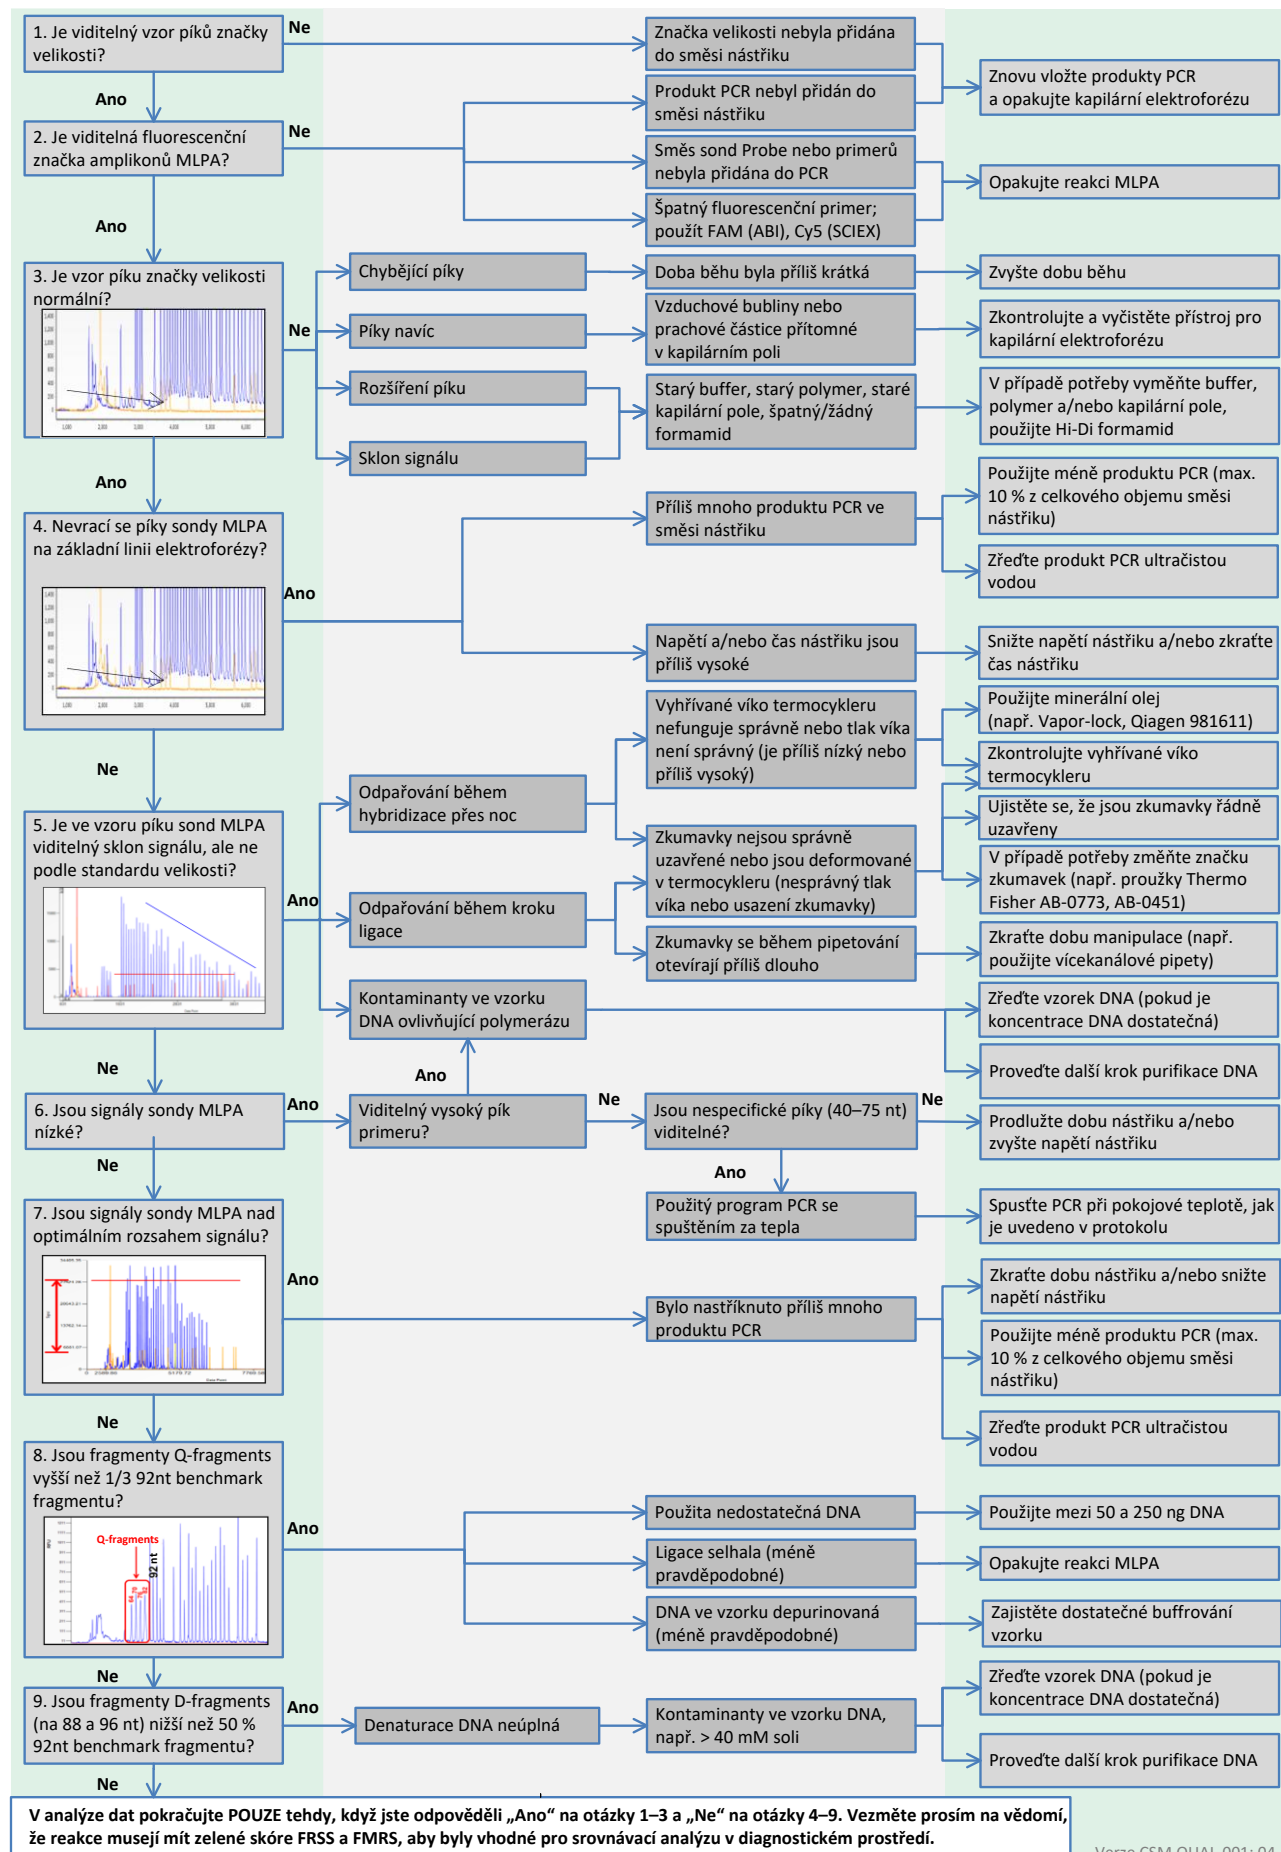 1. Je viditelný vzor píků značky
velikosti?
Ne
Značka velikosti nebyla přidána
do směsi nástřiku
Znovu vložte produkty PCR
a opakujte kapilární elektroforézu
Ano
Produkt PCR nebyl přidán do
směsi nástřiku
2. Je viditelná fluorescenční
značka amplikonů MLPA?
Ne
Směs sond Probe nebo primerů
nebyla přidána do PCR
Opakujte reakci MLPA
Špatný fluorescenční primer;
použít FAM (ABI), Cy5 (SCIEX)
Ano
3. Je vzor píku značky velikosti
normální?
Ne
Chybějící píky
Doba běhu byla příliš krátká
Zvyšte dobu běhu
Píky navíc
Vzduchové bubliny nebo
prachové částice přítomné
v kapilárním poli
Zkontrolujte a vyčistěte přístroj pro
kapilární elektroforézu
Rozšíření píku
Sklon signálu
Starý buffer, starý polymer, staré
kapilární pole, špatný/žádný
formamid
V případě potřeby vyměňte buffer,
polymer a/nebo kapilární pole,
použijte Hi-Di formamid
Ano
4. Nevrací se píky sondy MLPA
na základní linii elektroforézy?
Ano
Příliš mnoho produktu PCR ve
směsi nástřiku
Použijte méně produktu PCR (max.
10 % z celkového objemu směsi
nástřiku)
Zřeďte produkt PCR ultračistou
vodou
Napětí a/nebo čas nástřiku jsou
příliš vysoké
Snižte napětí nástřiku a/nebo zkraťte
čas nástřiku
Ne
5. Je ve vzoru píku sond MLPA
viditelný sklon signálu, ale ne
podle standardu velikosti?
Ano
Odpařování během
hybridizace přes noc
Vyhřívané víko termocykleru
nefunguje správně nebo tlak víka
není správný (je příliš nízký nebo
příliš vysoký)
Použijte minerální olej
(např. Vapor-lock, Qiagen 981611)
Zkontrolujte vyhřívané víko
termocykleru
Odpařování během kroku
ligace
Zkumavky nejsou správně
uzavřené nebo jsou deformované
v termocykleru (nesprávný tlak
víka nebo usazení zkumavky)
Ujistěte se, že jsou zkumavky řádně
uzavřeny
V případě potřeby změňte značku
zkumavek (např. proužky Thermo
Fisher AB-0773, AB-0451)
Zkumavky se během pipetování
otevírají příliš dlouho
Zkraťte dobu manipulace (např.
použijte vícekanálové pipety)
Kontaminanty ve vzorku
DNA ovlivňující polymerázu
Zřeďte vzorek DNA (pokud je
koncentrace DNA dostatečná)
Proveďte další krok purifikace DNA
Ne
Ano
6. Jsou signály sondy MLPA
nízké?
Ano
Viditelný vysoký pík
primeru?
Ne
Jsou nespecifické píky (40–75 nt)
viditelné?
Ne
Prodlužte dobu nástřiku a/nebo
zvyšte napětí nástřiku
Ano
Použitý program PCR se
spuštěním za tepla
Spusťte PCR při pokojové teplotě, jak
je uvedeno v protokolu
Ne
7. Jsou signály sondy MLPA nad
optimálním rozsahem signálu?
Ano
Bylo nastříknuto příliš mnoho
produktu PCR
Zkraťte dobu nástřiku a/nebo snižte
napětí nástřiku
Použijte méně produktu PCR (max.
10 % z celkového objemu směsi
nástřiku)
Zřeďte produkt PCR ultračistou
vodou
Ne
8. Jsou fragmenty Q-fragments
vyšší než 1/3 92nt benchmark
fragmentu?
Q-fragments
92 nt
Ano
Použita nedostatečná DNA
Použijte mezi 50 a 250 ng DNA
Ligace selhala (méně
pravděpodobné)
Opakujte reakci MLPA
DNA ve vzorku depurinovaná
(méně pravděpodobné)
Zajistěte dostatečné buffrování
vzorku
Ne
9. Jsou fragmenty D-fragments
(na 88 a 96 nt) nižší než 50 %
92nt benchmark fragmentu?
Ano
Denaturace DNA neúplná
Kontaminanty ve vzorku DNA,
např. > 40 mM soli
Zřeďte vzorek DNA (pokud je
koncentrace DNA dostatečná)
Proveďte další krok purifikace DNA
Ne
V analýze dat pokračujte POUZE tehdy, když jste odpověděli „Ano“ na otázky 1–3 a „Ne“ na otázky 4–9. Vezměte prosím na vědomí,
že reakce musejí mít zelené skóre FRSS a FMRS, aby byly vhodné pro srovnávací analýzu v diagnostickém prostředí.